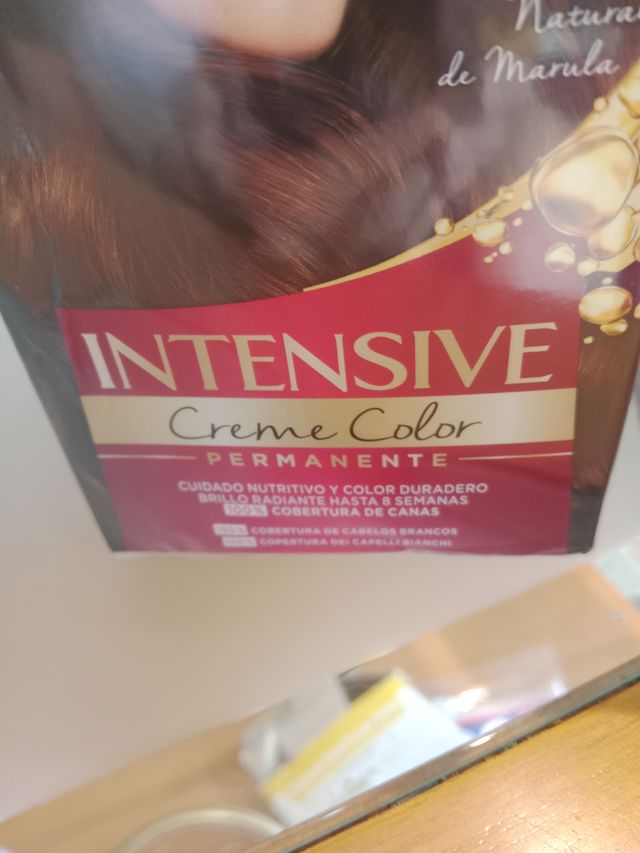 de Marula
INTENSIVE
Creme Color
PERMANENTE
CUIDADO NUTRITIVO Y COLOR DURADERO
BRILLO RADIANTE HASTA 8 SEMANAS
100% COBERTURA DE CANAS
100% COBERTURA DE CABELOS BRANCOS
100% COPERTURA DEI CAPELLI BIANCHI